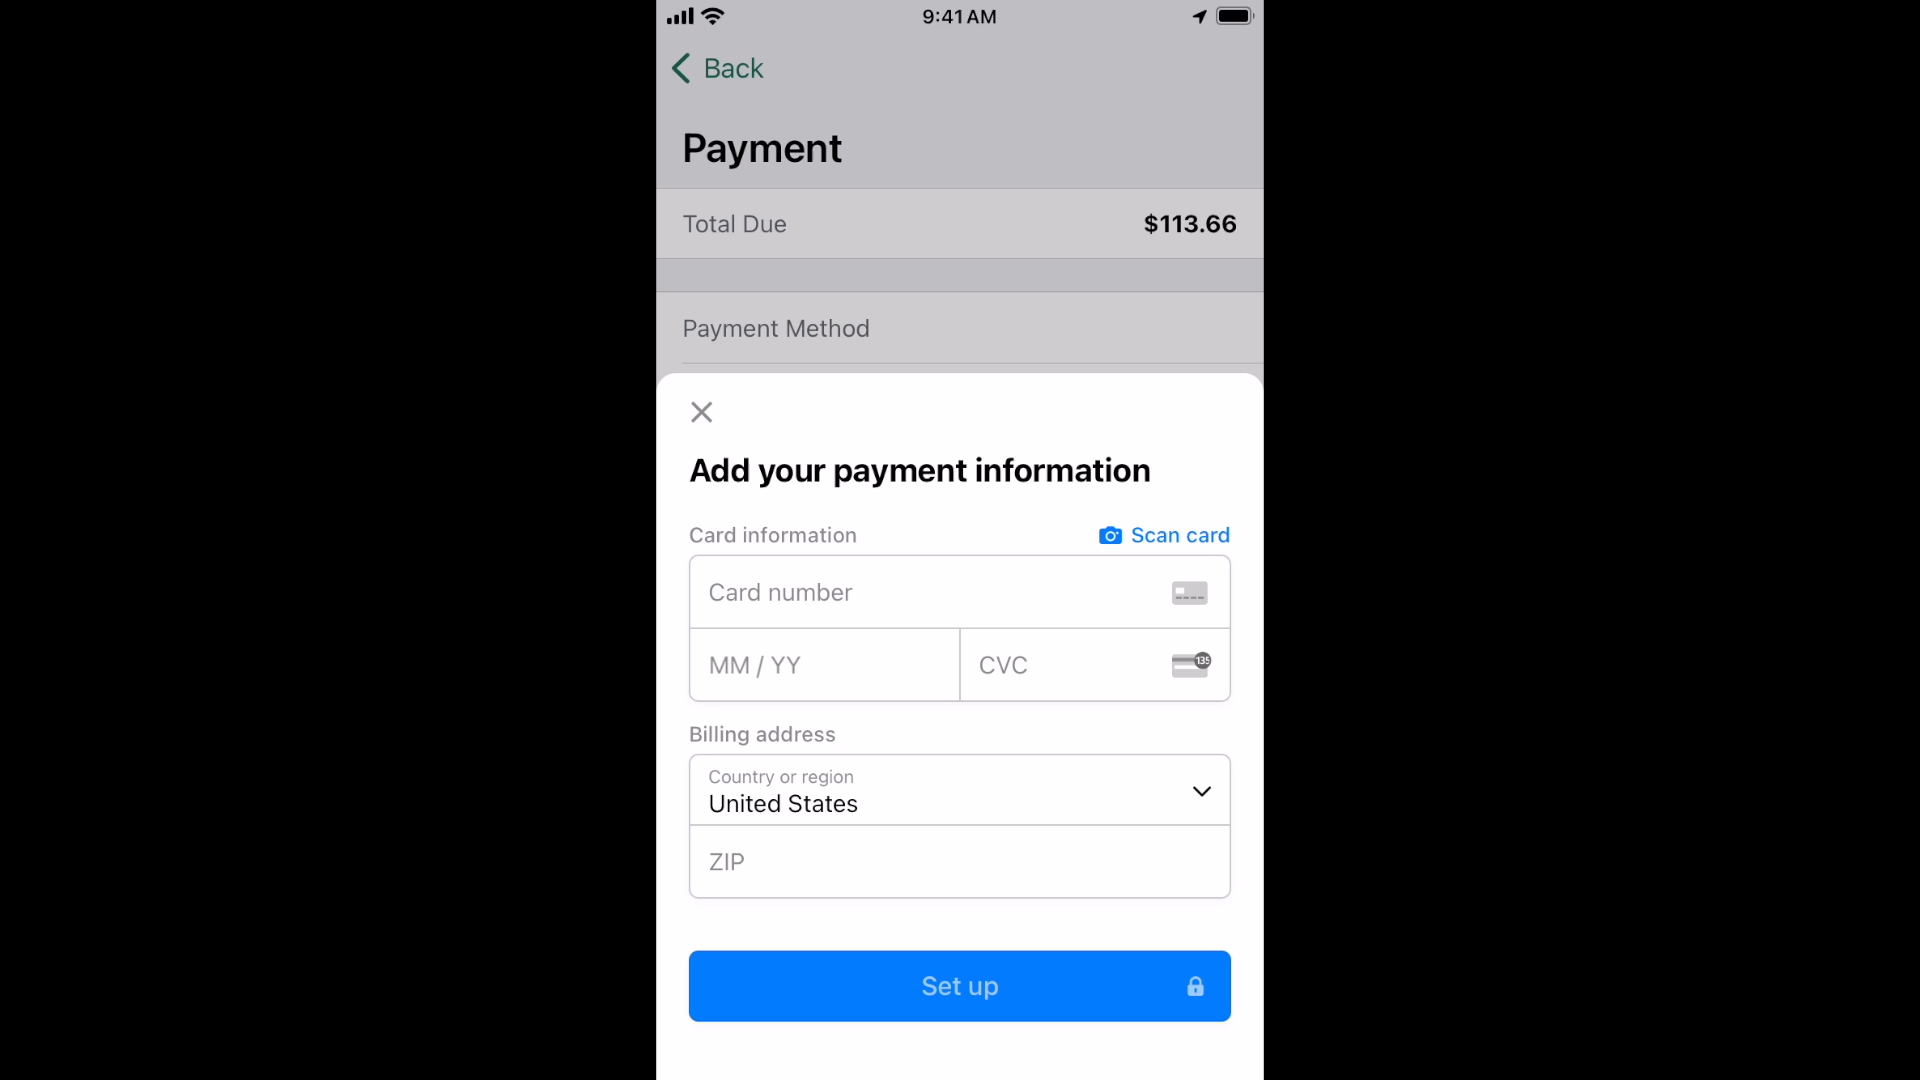 9:41 AM
Back
Payment
Total Due
$113.66
Payment Method
Add your payment information
Card information
Scan card
Card number
MM / YY
CVC
135
Billing address
Country or region
United States
ZIP
Set up